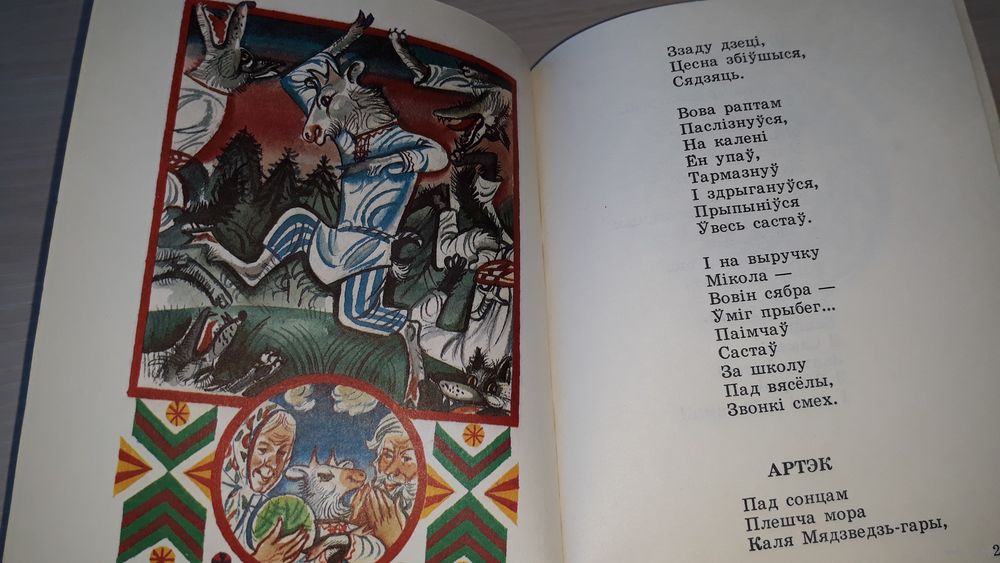 Ззаду дзеці,
Цесна збіўшыся,
Сядзяць.
Вова раптам
Паслізнуўся,
На калені
Ен упаў,
Тармазнуў
І здрыгануўся,
Прыпыніўся
Ўвесь састаў.
І на выручку
Мікола —
Вовін сябра —
Ўміг прыбег...
Паімчаў
Састаў
За школу
Пад вясёлы,
Звонкі смех.
АРТЭК
Пад сонцам
Плешча мора
Каля Мядзведзь-гары,